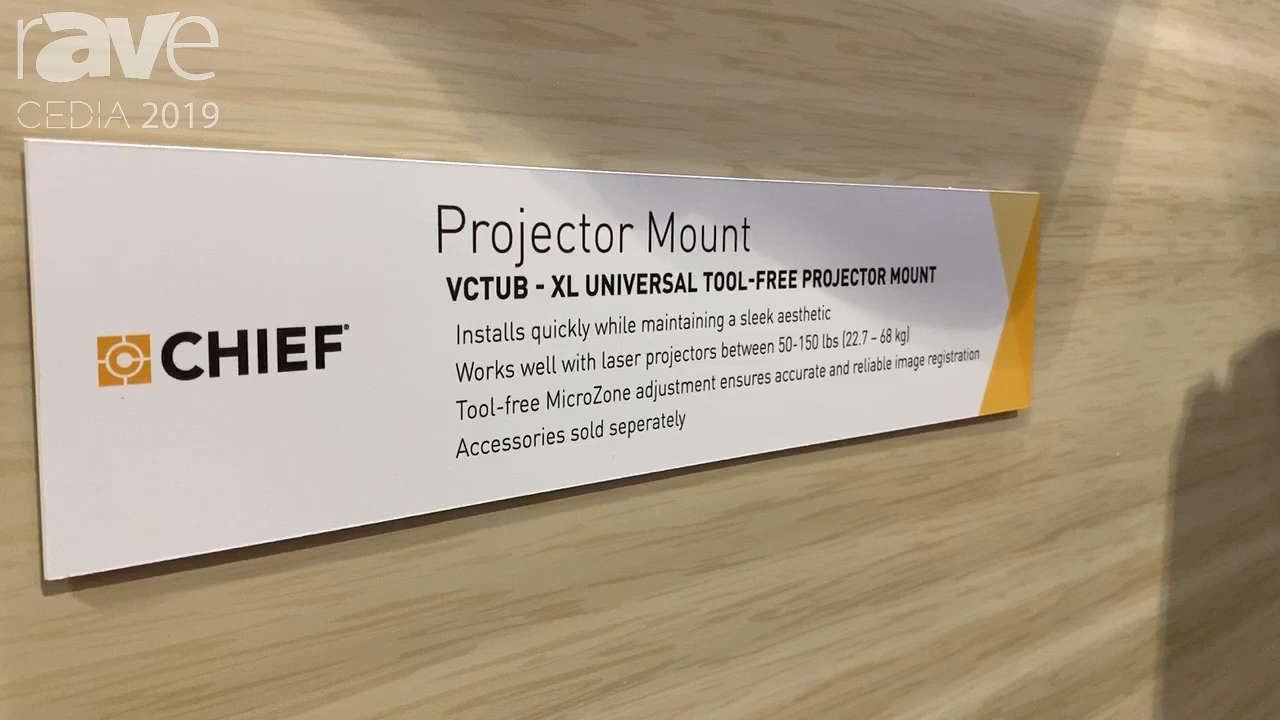 rave
CEDIA 2019
Projector Mount
VCTUB - XL UNIVERSAL TOOL-FREE PROJECTOR MOUNT
CHIEF®
Installs quickly while maintaining a sleek aesthetic
Works well with laser projectors between 50-150 lbs (22.7 – 68 kg)
Tool-free MicroZone adjustment ensures accurate and reliable image registration
Accessories sold seperately